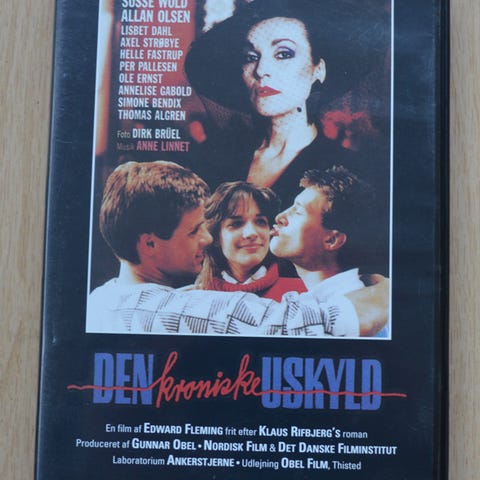 SUSSE WOLD
ALLAN OLSEN
LISBET DAHL
AXEL STRØBYE
HELLE FASTRUP
PER PALLESEN
OLE ERNST
ANNELISE GABOLD
SIMONE BENDIX
THOMAS ALGREN
Foto DIRK BRÜEL
Musik ANNE LINNET
DEN kroniske USKYLD
En film af EDWARD FLEMING frit efter KLAUS RIFBJERG'S roman
Produceret af GUNNAR OBEL • NORDISK FILM & DET DANSKE FILMINSTITUT
Laboratorium ANKERSTJERNE • Udlejning OBEL FILM, Thisted